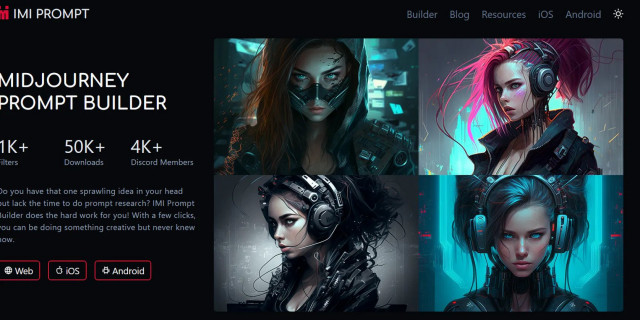 IMI PROMPT
Builder Blog Resources iOS Android
MIDJOURNEY
PROMPT BUILDER
1K+ 50K+ 4K+
Filters Downloads Discord Members
Do you have that one sprawling idea in your head
but lack the time to do prompt research? IMI Prompt
Builder does the hard work for you! With a few clicks,
you can be doing something creative but never knew
how.
Web iOS Android